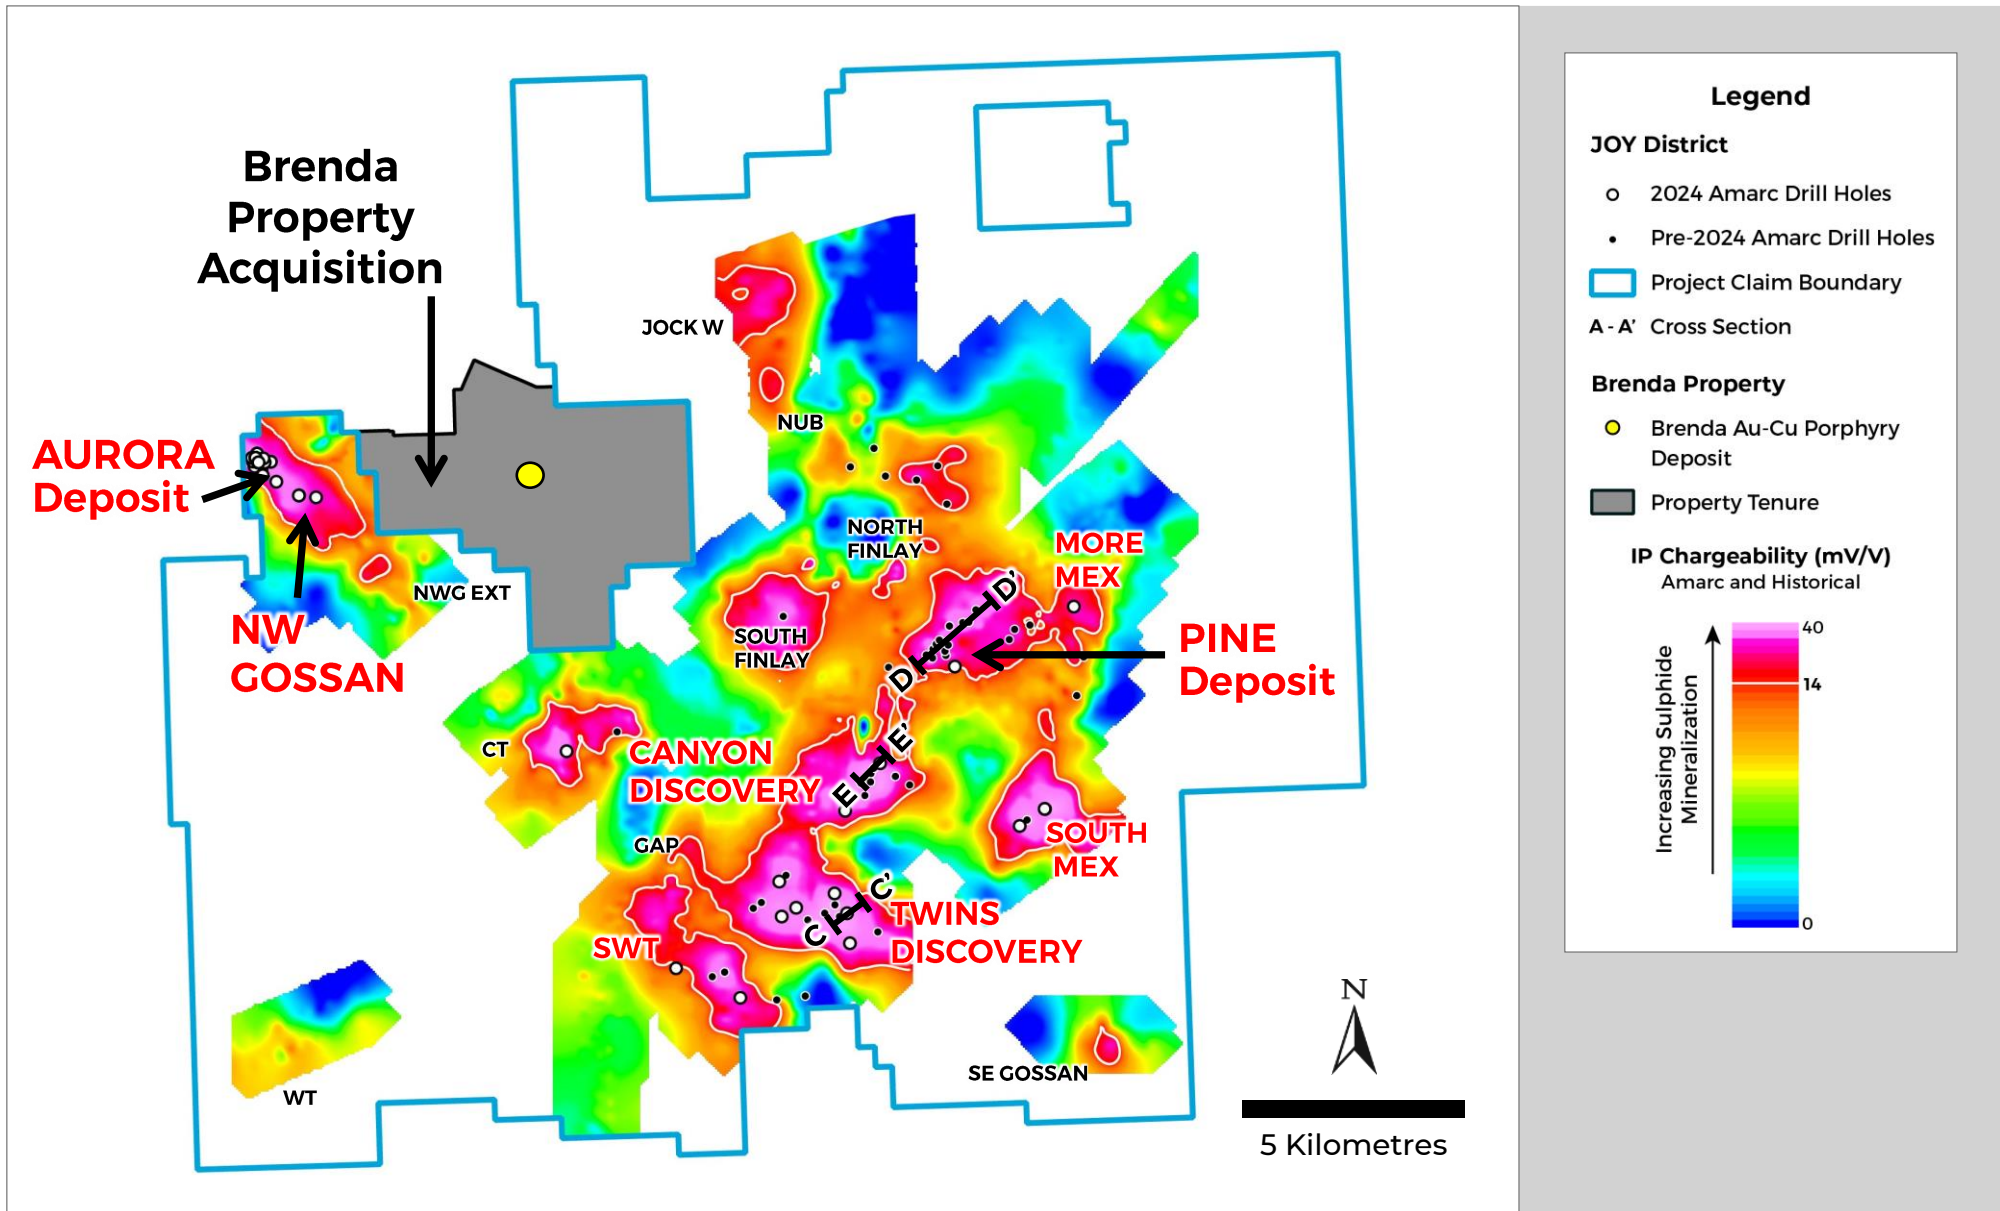 Brenda
Property
Acquisition
JOCK W
NUB
AURORA
Deposit
NORTH
FINLAY
MORE
MEX
NWG EXT
D'
NW
GOSSAN
SOUTH
FINLAY
PINE
Deposit
D
E'
CT
CANYON
DISCOVERY
E
GAP
SOUTH
MEX
C'
C
TWINS
DISCOVERY
SWT
SE GOSSAN
WT
N
5 Kilometres
Legend
JOY District
2024 Amarc Drill Holes
Pre-2024 Amarc Drill Holes
Project Claim Boundary
A - A' Cross Section
Brenda Property
Brenda Au-Cu Porphyry
Deposit
Property Tenure
IP Chargeability (mV/V)
Amarc and Historical
40
14
0
Increasing Sulphide
Mineralization